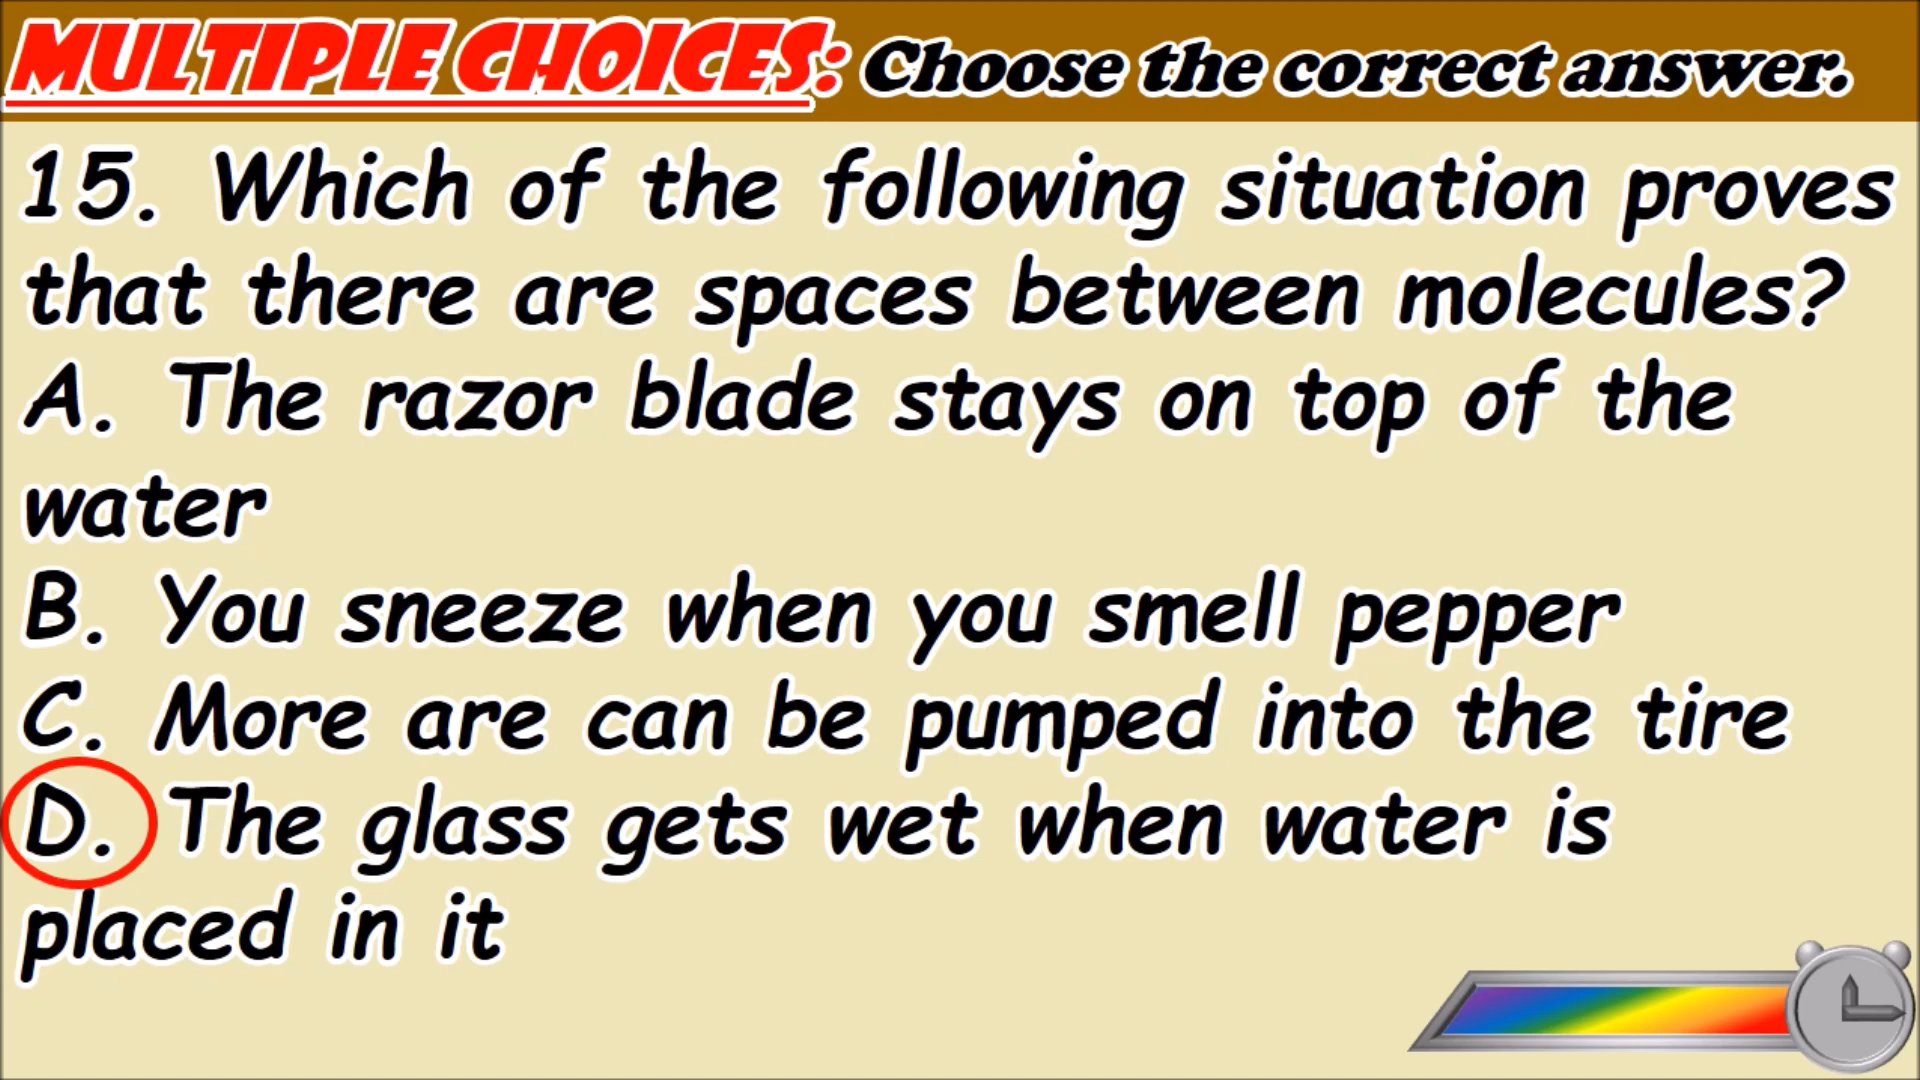 MULTIPLE CHOICES: Choose the correct answer.
15. Which of the following situation proves
that there are spaces between molecules?
A. The razor blade stays on top of the
water
B. You sneeze when you smell pepper
C. More are can be pumped into the tire
D. The glass gets wet when water is
placed in it